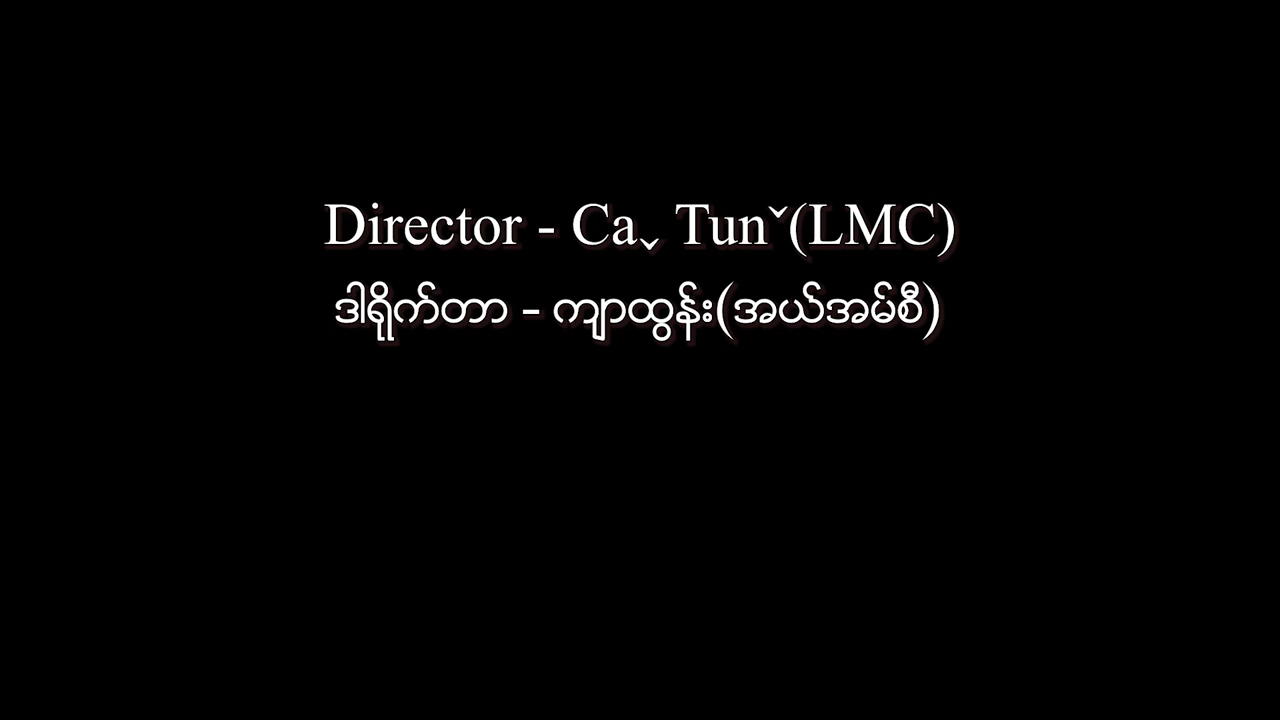 Director - Caˬ Tunˇ(LMC)
ဒါရိုက်တာ - ကျာထွန်း(အယ်အမ်စီ)